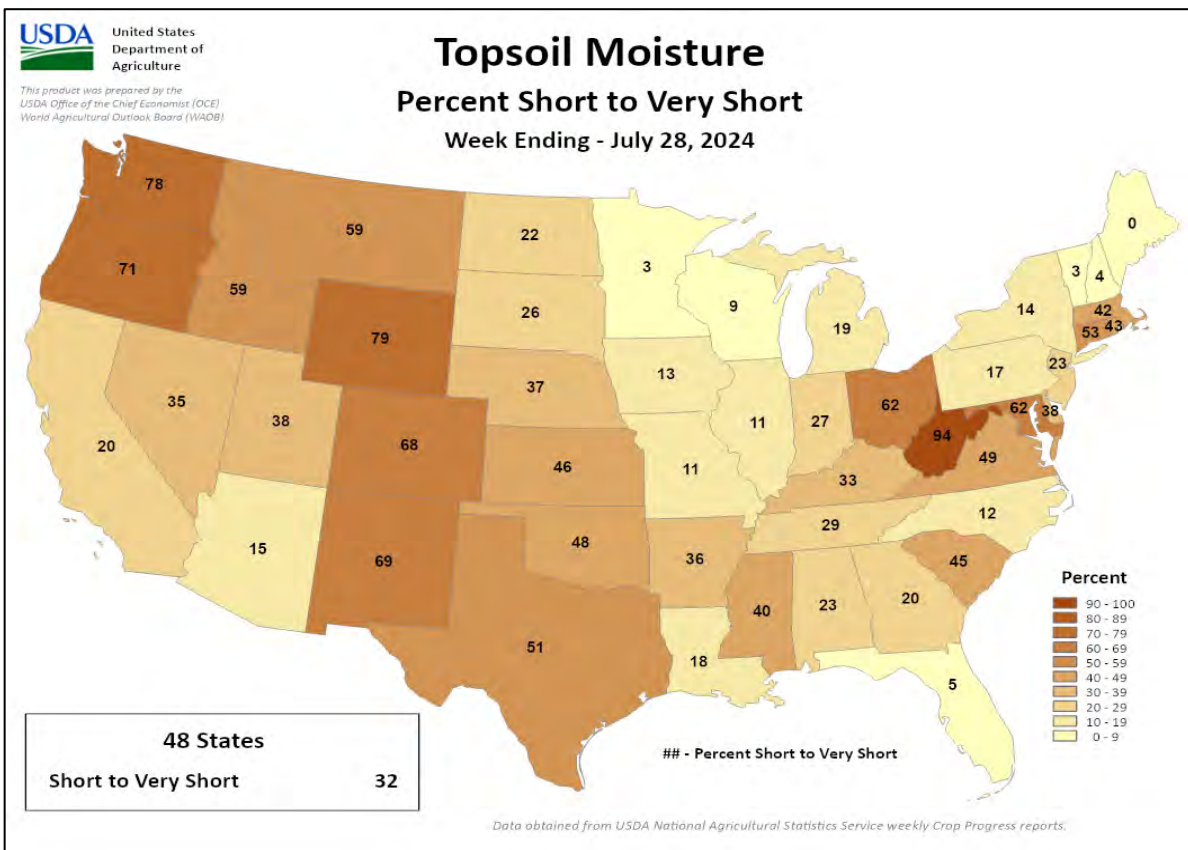 USDA
United States
Department of
Agriculture
This product was prepared by the
USDA Office of the Chief Economist (OCE)
World Agricultural Outlook Board (WAOB)
Topsoil Moisture
Percent Short to Very Short
Week Ending - July 28, 2024
78
59
22
3
0
71
59
26
9
3
4
79
19
14
42
53
43
37
13
17
23
35
38
20
68
46
11
27
62
62
38
94
49
11
33
12
15
69
48
36
29
45
51
40
23
20
18
5
Percent
90 - 100
80 - 89
70 - 79
60 - 69
50 - 59
40 - 49
30 - 39
20 - 29
10 - 19
0 - 9
48 States
Short to Very Short 32
## - Percent Short to Very Short
Data obtained from USDA National Agricultural Statistics Service weekly Crop Progress reports.